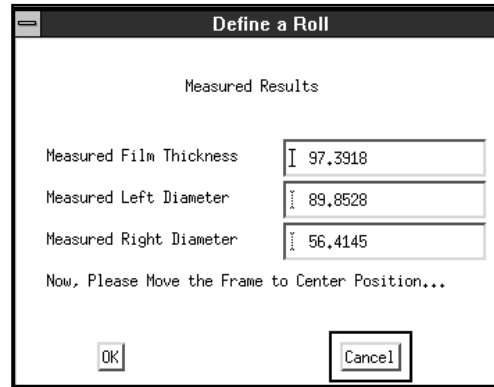 Define a Roll
Measured Results
Measured Film Thickness 97.3918
Measured Left Diameter 89.8528
Measured Right Diameter 56.4145
Now, Please Move the Frame to Center Position...
OK Cancel